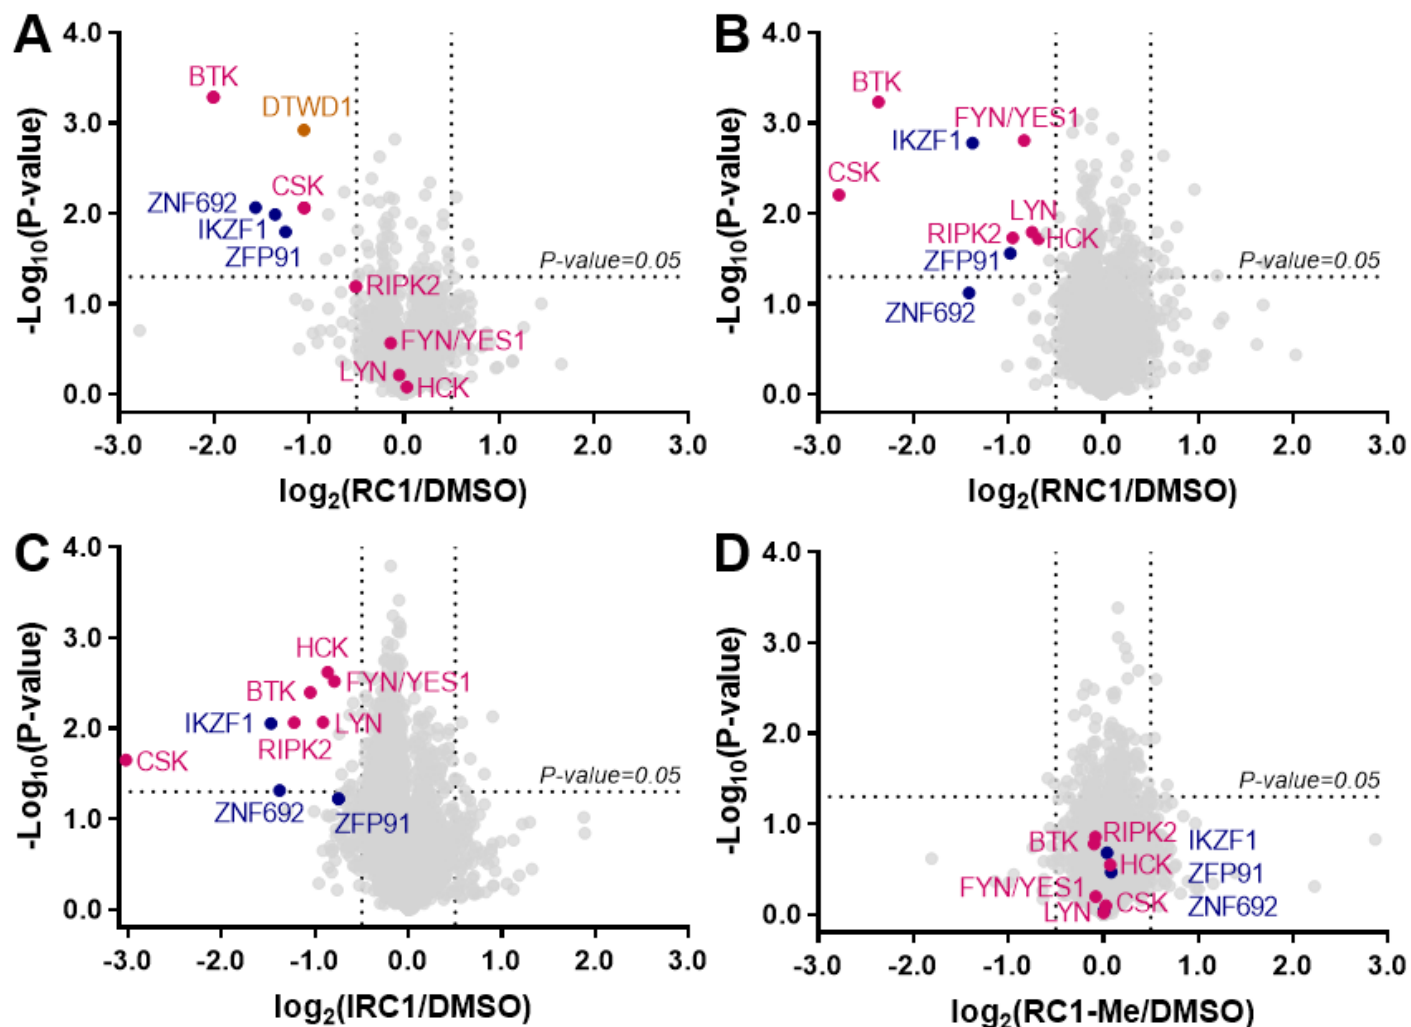 A
4.0
3.0
2.0
1.0
0.0
-Log10(P-value)
BTK
DTWD1
CSK
ZNF692
IKZF1
ZFP91
P-value=0.05
RIPK2
FYN/YES1
LYN
HCK
-3.0 -2.0 -1.0 0.0 1.0 2.0 3.0
log2(RC1/DMSO)
B
4.0
3.0
2.0
1.0
0.0
-Log10(P-value)
BTK
FYN/YES1
IKZF1
CSK
LYN
RIPK2
HCK
ZFP91
P-value=0.05
ZNF692
-3.0 -2.0 -1.0 0.0 1.0 2.0 3.0
log2(RNC1/DMSO)
C
4.0
3.0
2.0
1.0
0.0
-Log10(P-value)
HCK
FYN/YES1
BTK
IKZF1
LYN
RIPK2
CSK
P-value=0.05
ZNF692
ZFP91
-3.0 -2.0 -1.0 0.0 1.0 2.0 3.0
log2(IRC1/DMSO)
D
4.0
3.0
2.0
1.0
0.0
-Log10(P-value)
P-value=0.05
RIPK2
BTK
IKZF1
HCK
ZFP91
FYN/YES1
CSK
ZNF692
LYN
-3.0 -2.0 -1.0 0.0 1.0 2.0 3.0
log2(RC1-Me/DMSO)